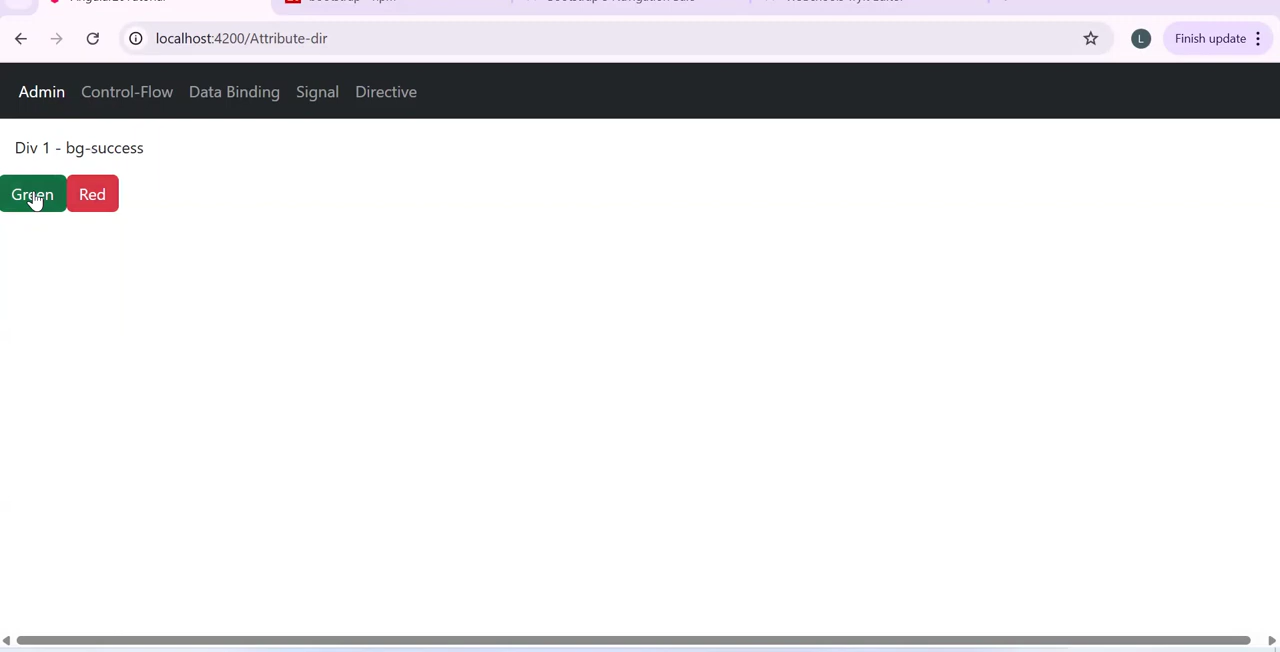 localhost:4200/Attribute-dir
L
Finish update
Admin Control-Flow Data Binding Signal Directive
Div 1 - bg-success
Green Red